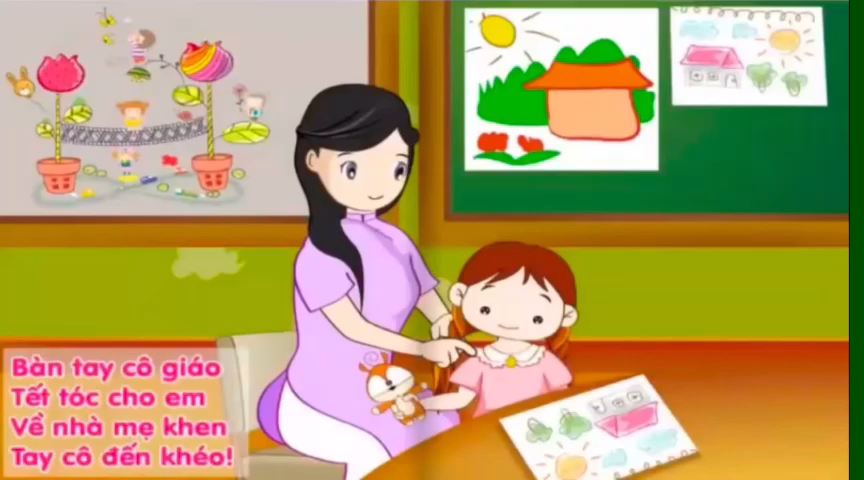 Bàn tay cô giáo
Tết tóc cho em
Về nhà mẹ khen
Tay cô đến khéo!